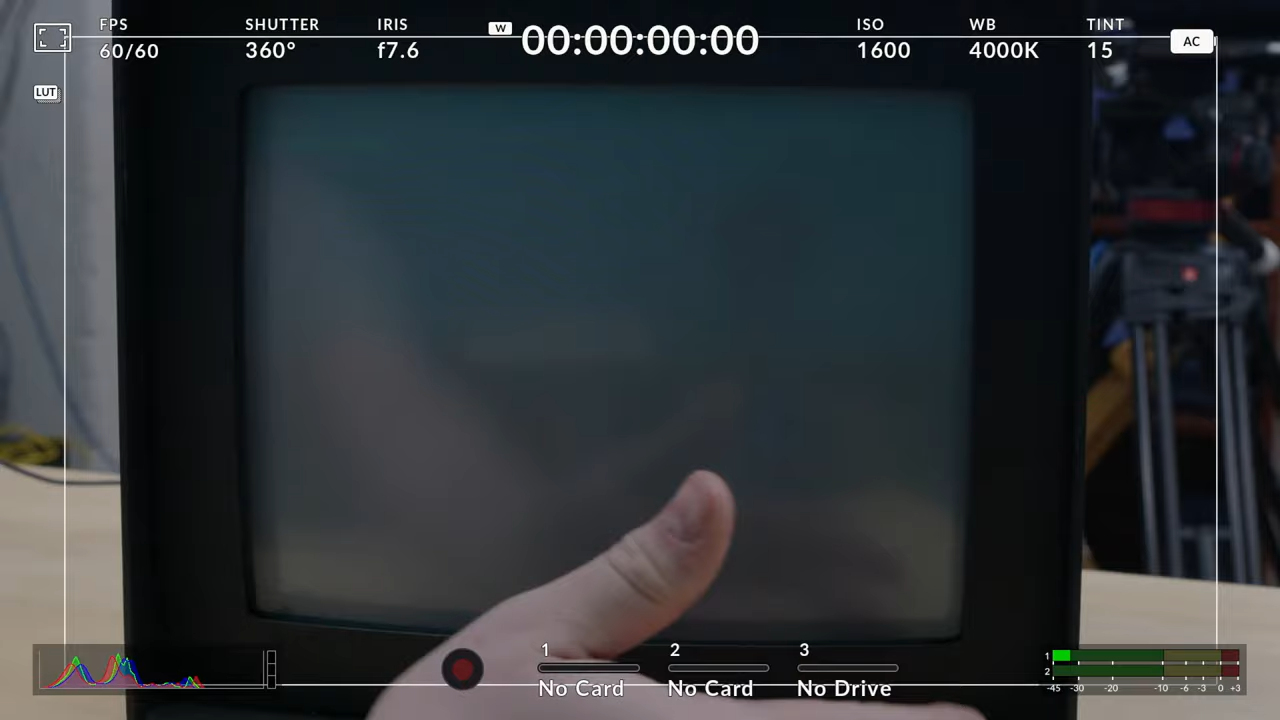 FPS SHUTTER IRIS W 00:00:00:00 ISO WB TINT AC
60/60 360° f7.6 1600 4000K 15
LUT
1 2 3
No Card No Card No Drive
1
2
-45 -30 -20 -10 -6 -3 0 +3